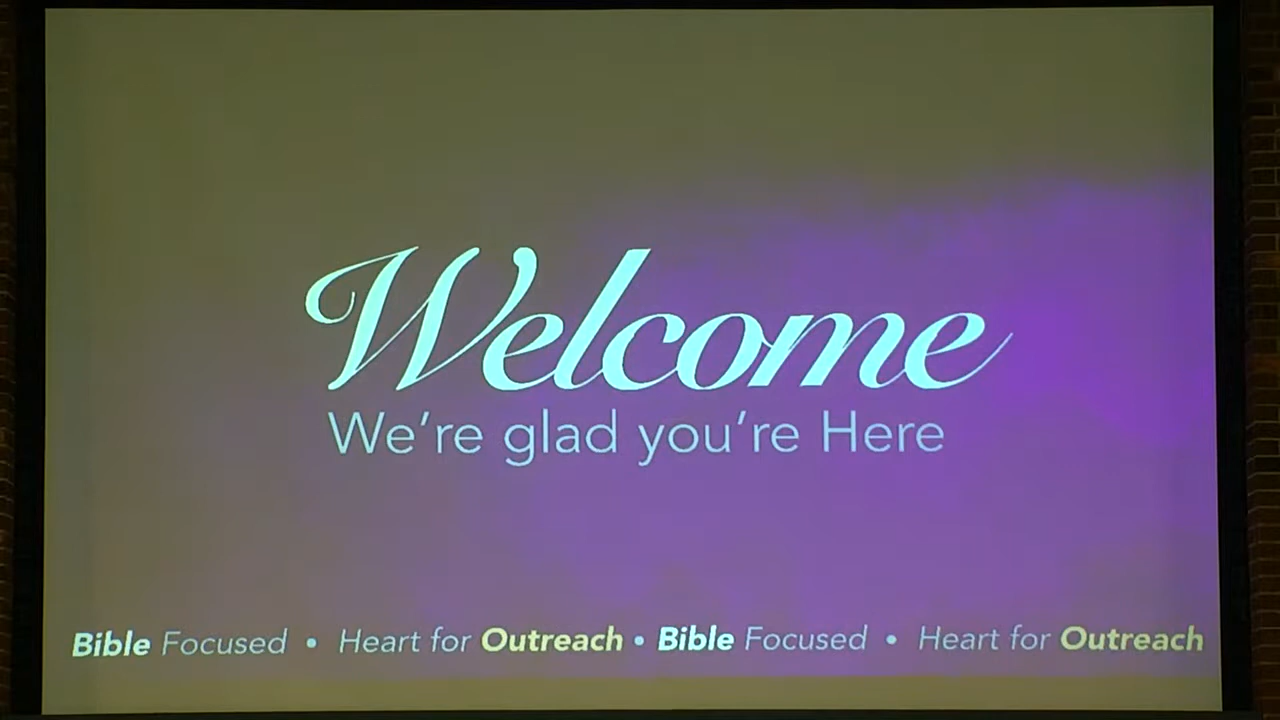 Welcome
We're glad you're Here
Bible Focused • Heart for Outreach • Bible Focused • Heart for Outreach